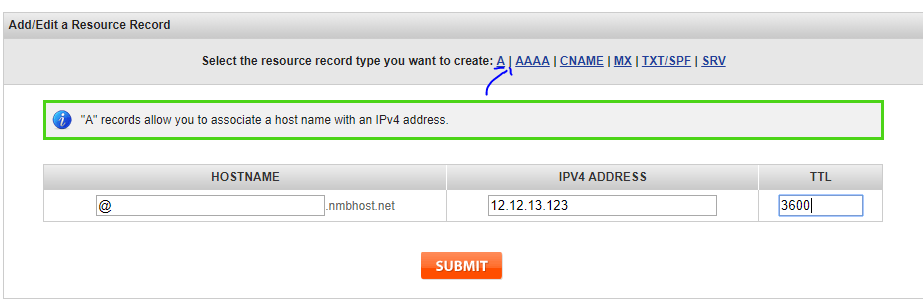 Add/Edit a Resource Record
Select the resource record type you want to create: A | AAAA | CNAME | MX | TXT/SPF | SRV
"A" records allow you to associate a host name with an IPv4 address.
HOSTNAME IPV4 ADDRESS TTL
@ .nmbhost.net 12.12.13.123 3600
SUBMIT